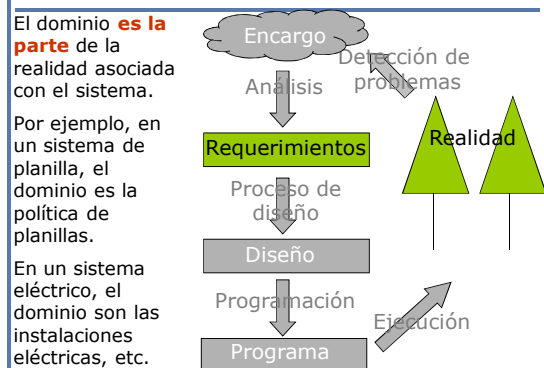 El dominio es la
parte de la
realidad asociada
con el sistema.
Por ejemplo, en
un sistema de
planilla, el
dominio es la
política de
planillas.
En un sistema
eléctrico, el
dominio son las
instalaciones
eléctricas, etc.
Encargo
Detección de
problemas
Análisis
Realidad
Requerimientos
Proceso de
diseño
Diseño
Programación
Ejecución
Programa